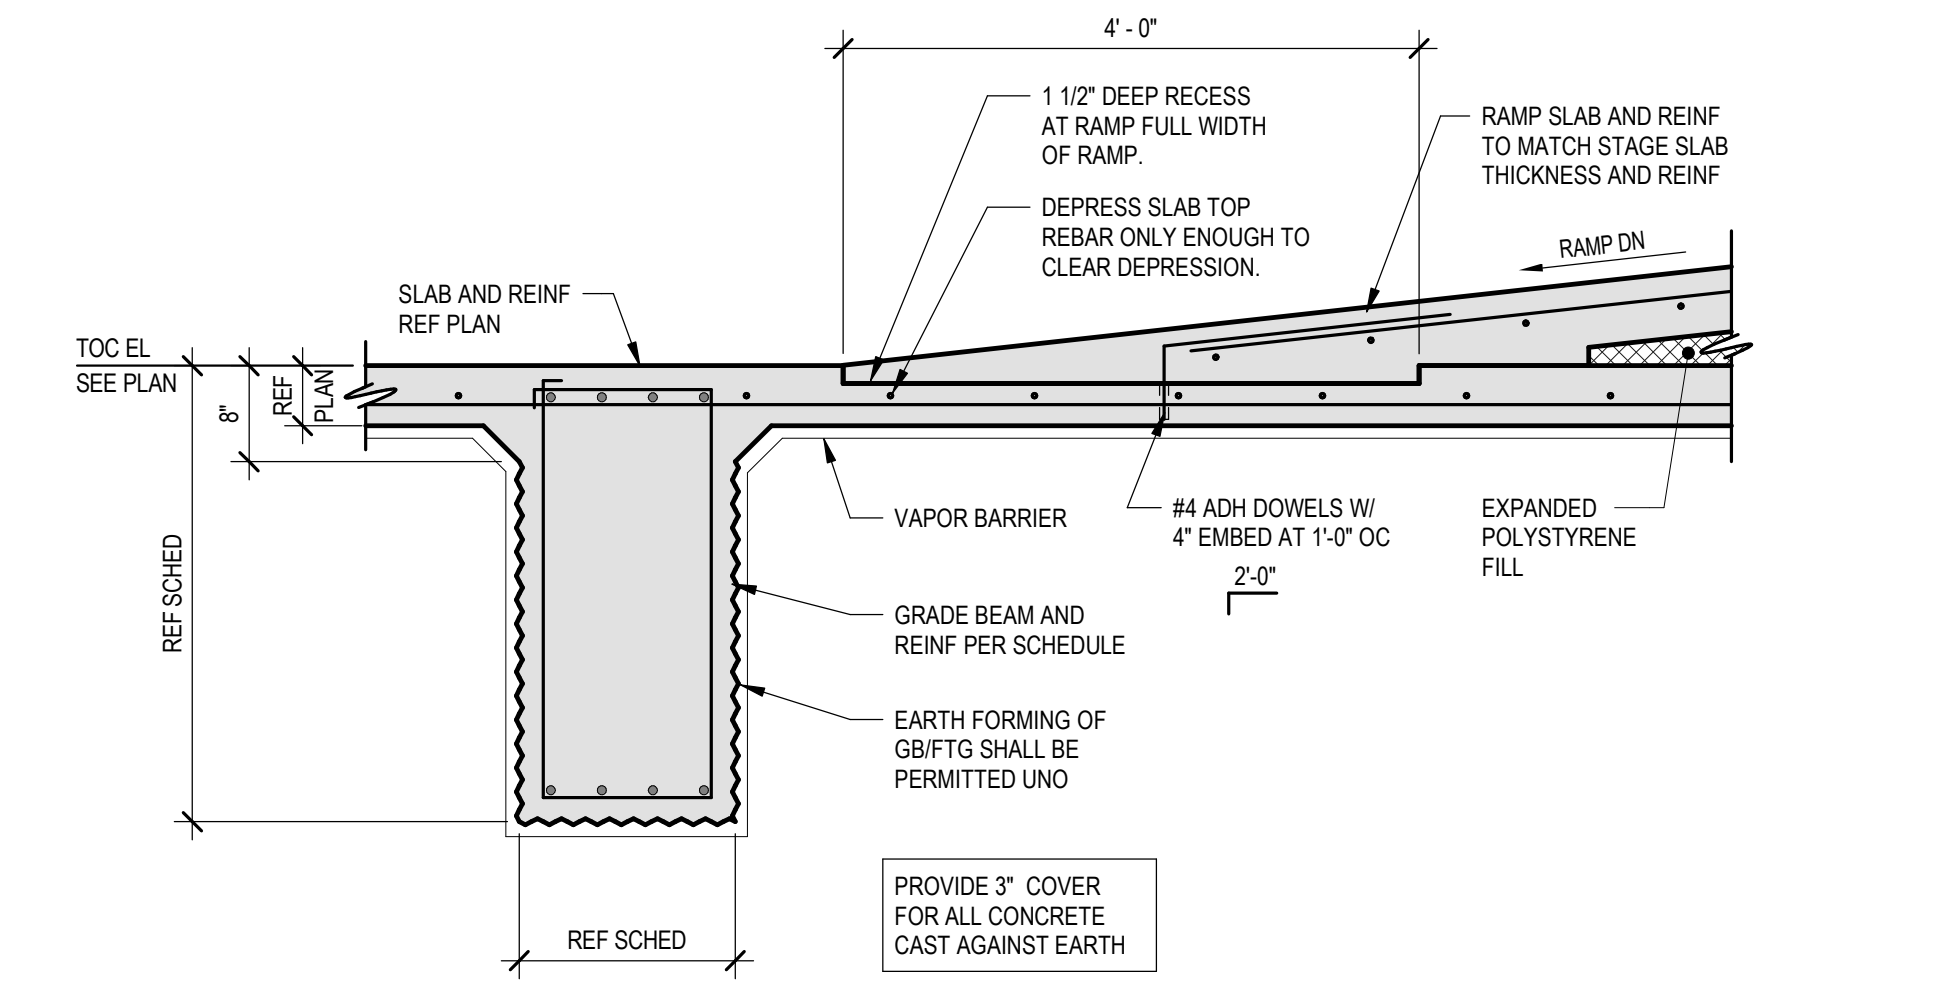 4' - 0"
1 1/2" DEEP RECESS
AT RAMP FULL WIDTH
OF RAMP.
RAMP SLAB AND REINF
TO MATCH STAGE SLAB
THICKNESS AND REINF
DEPRESS SLAB TOP
REBAR ONLY ENOUGH TO
CLEAR DEPRESSION.
RAMP DN
SLAB AND REINF
REF PLAN
TOC EL
SEE PLAN
8"
REF
PLAN
REF SCHED
VAPOR BARRIER
#4 ADH DOWELS W/
4" EMBED AT 1'-0" OC
2'-0"
EXPANDED
POLYSTYRENE
FILL
GRADE BEAM AND
REINF PER SCHEDULE
EARTH FORMING OF
GB/FTG SHALL BE
PERMITTED UNO
PROVIDE 3" COVER
FOR ALL CONCRETE
CAST AGAINST EARTH
REF SCHED